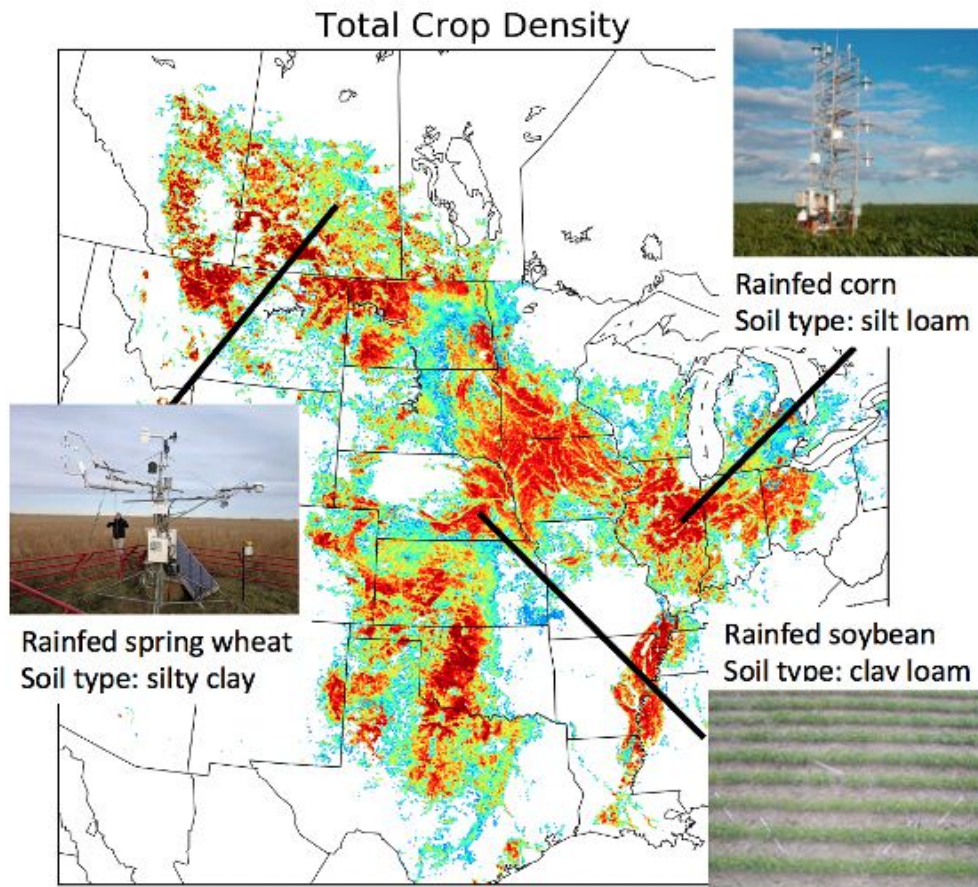 Total Crop Density
Rainfed corn
Soil type: silt loam
Rainfed spring wheat
Soil type: silty clay
Rainfed soybean
Soil type: clay loam